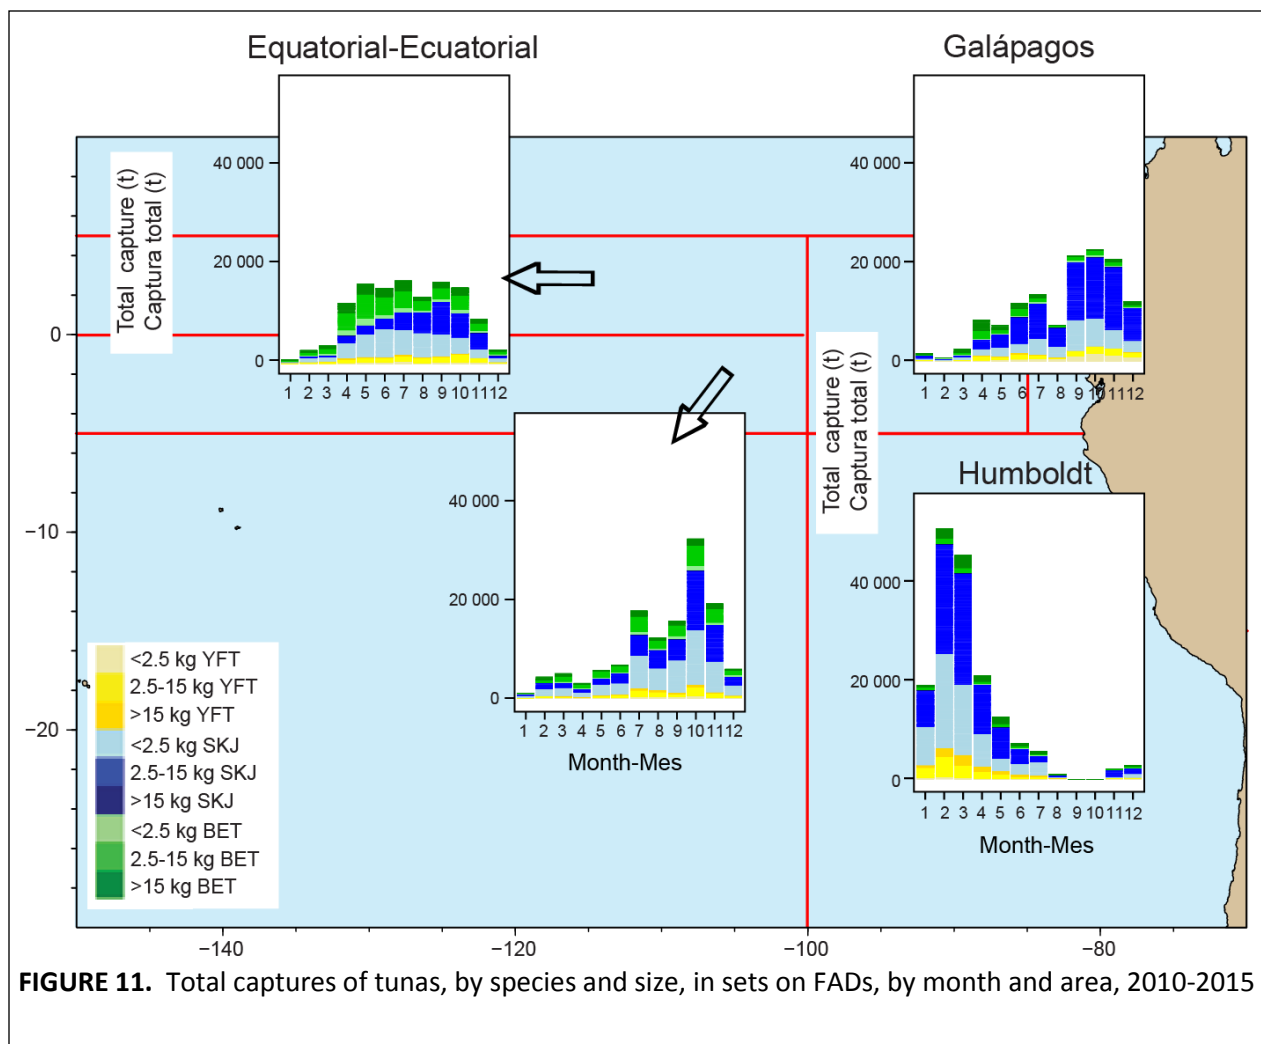 Equatorial-Ecuatorial
Galápagos
Total capture (t)
Captura total (t)
40 000
20 000
0
1 2 3 4 5 6 7 8 9 10 11 12
40 000
20 000
0
1 2 3 4 5 6 7 8 9 10 11 12
Total capture (t)
Captura total (t)
40 000
20 000
0
1 2 3 4 5 6 7 8 9 10 11 12
Month-Mes
Humboldt
40 000
20 000
0
1 2 3 4 5 6 7 8 9 10 11 12
Month-Mes
0
−10
−20
<2.5 kg YFT
2.5-15 kg YFT
>15 kg YFT
<2.5 kg SKJ
2.5-15 kg SKJ
>15 kg SKJ
<2.5 kg BET
2.5-15 kg BET
>15 kg BET
−140 −120 −100 −80
FIGURE 11. Total captures of tunas, by species and size, in sets on FADs, by month and area, 2010-2015